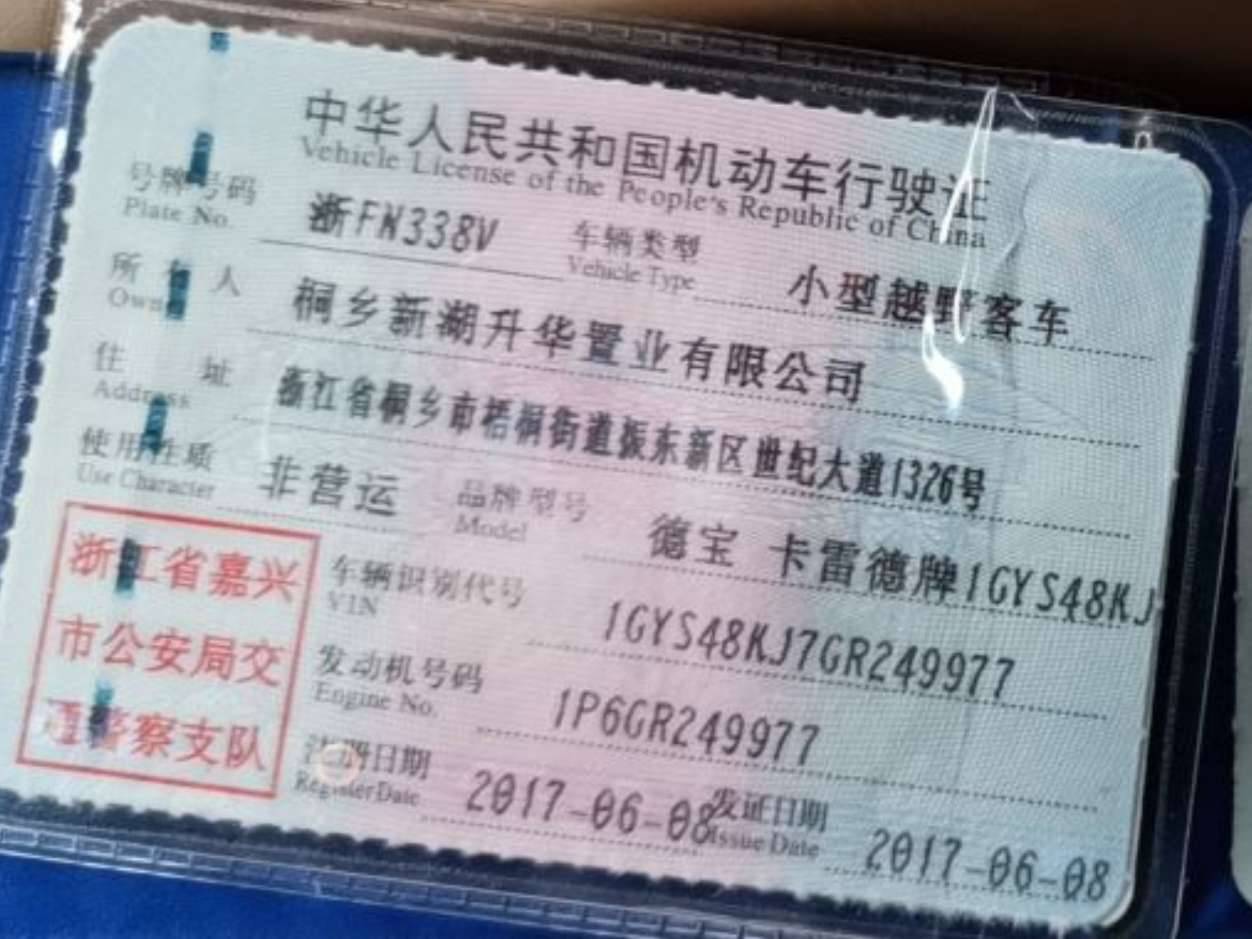 中华人民共和国机动车行驶证
Vehicle License of the People's Republic of China
号牌号码 浙FN338V 车辆类型 小型越野客车
Plate No. Vehicle Type
所有人 桐乡新湖升华置业有限公司
Owner
住址 浙江省桐乡市梧桐街道振东新区世纪大道1326号
Address
使用性质 非营运 品牌型号 德宝 卡雷德牌1GYS48KJ
Use Character Model
浙江省嘉兴
市公安局交
通警察支队
车辆识别代号 1GYS48KJ7GR249977
VIN
发动机号码 1P6GR249977
Engine No.
注册日期 2017-06-08 发证日期 2017-06-08
Register Date Issue Date